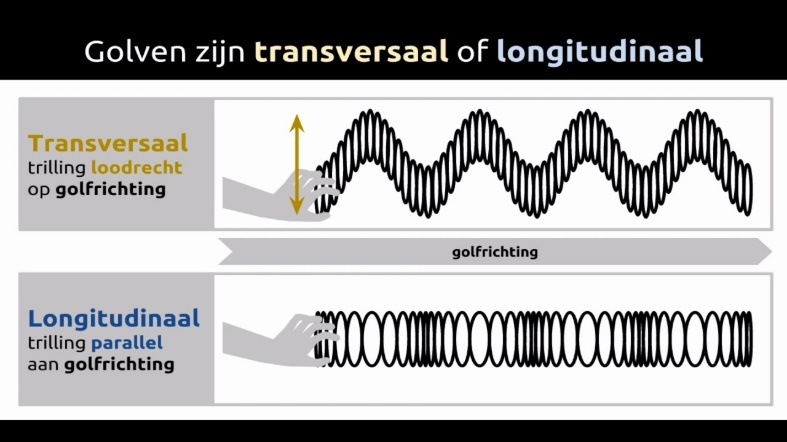 Golven zijn transversaal of longitudinaal
Transversaal
trilling loodrecht
op golfrichting
golfrichting
Longitudinaal
trilling parallel
aan golfrichting